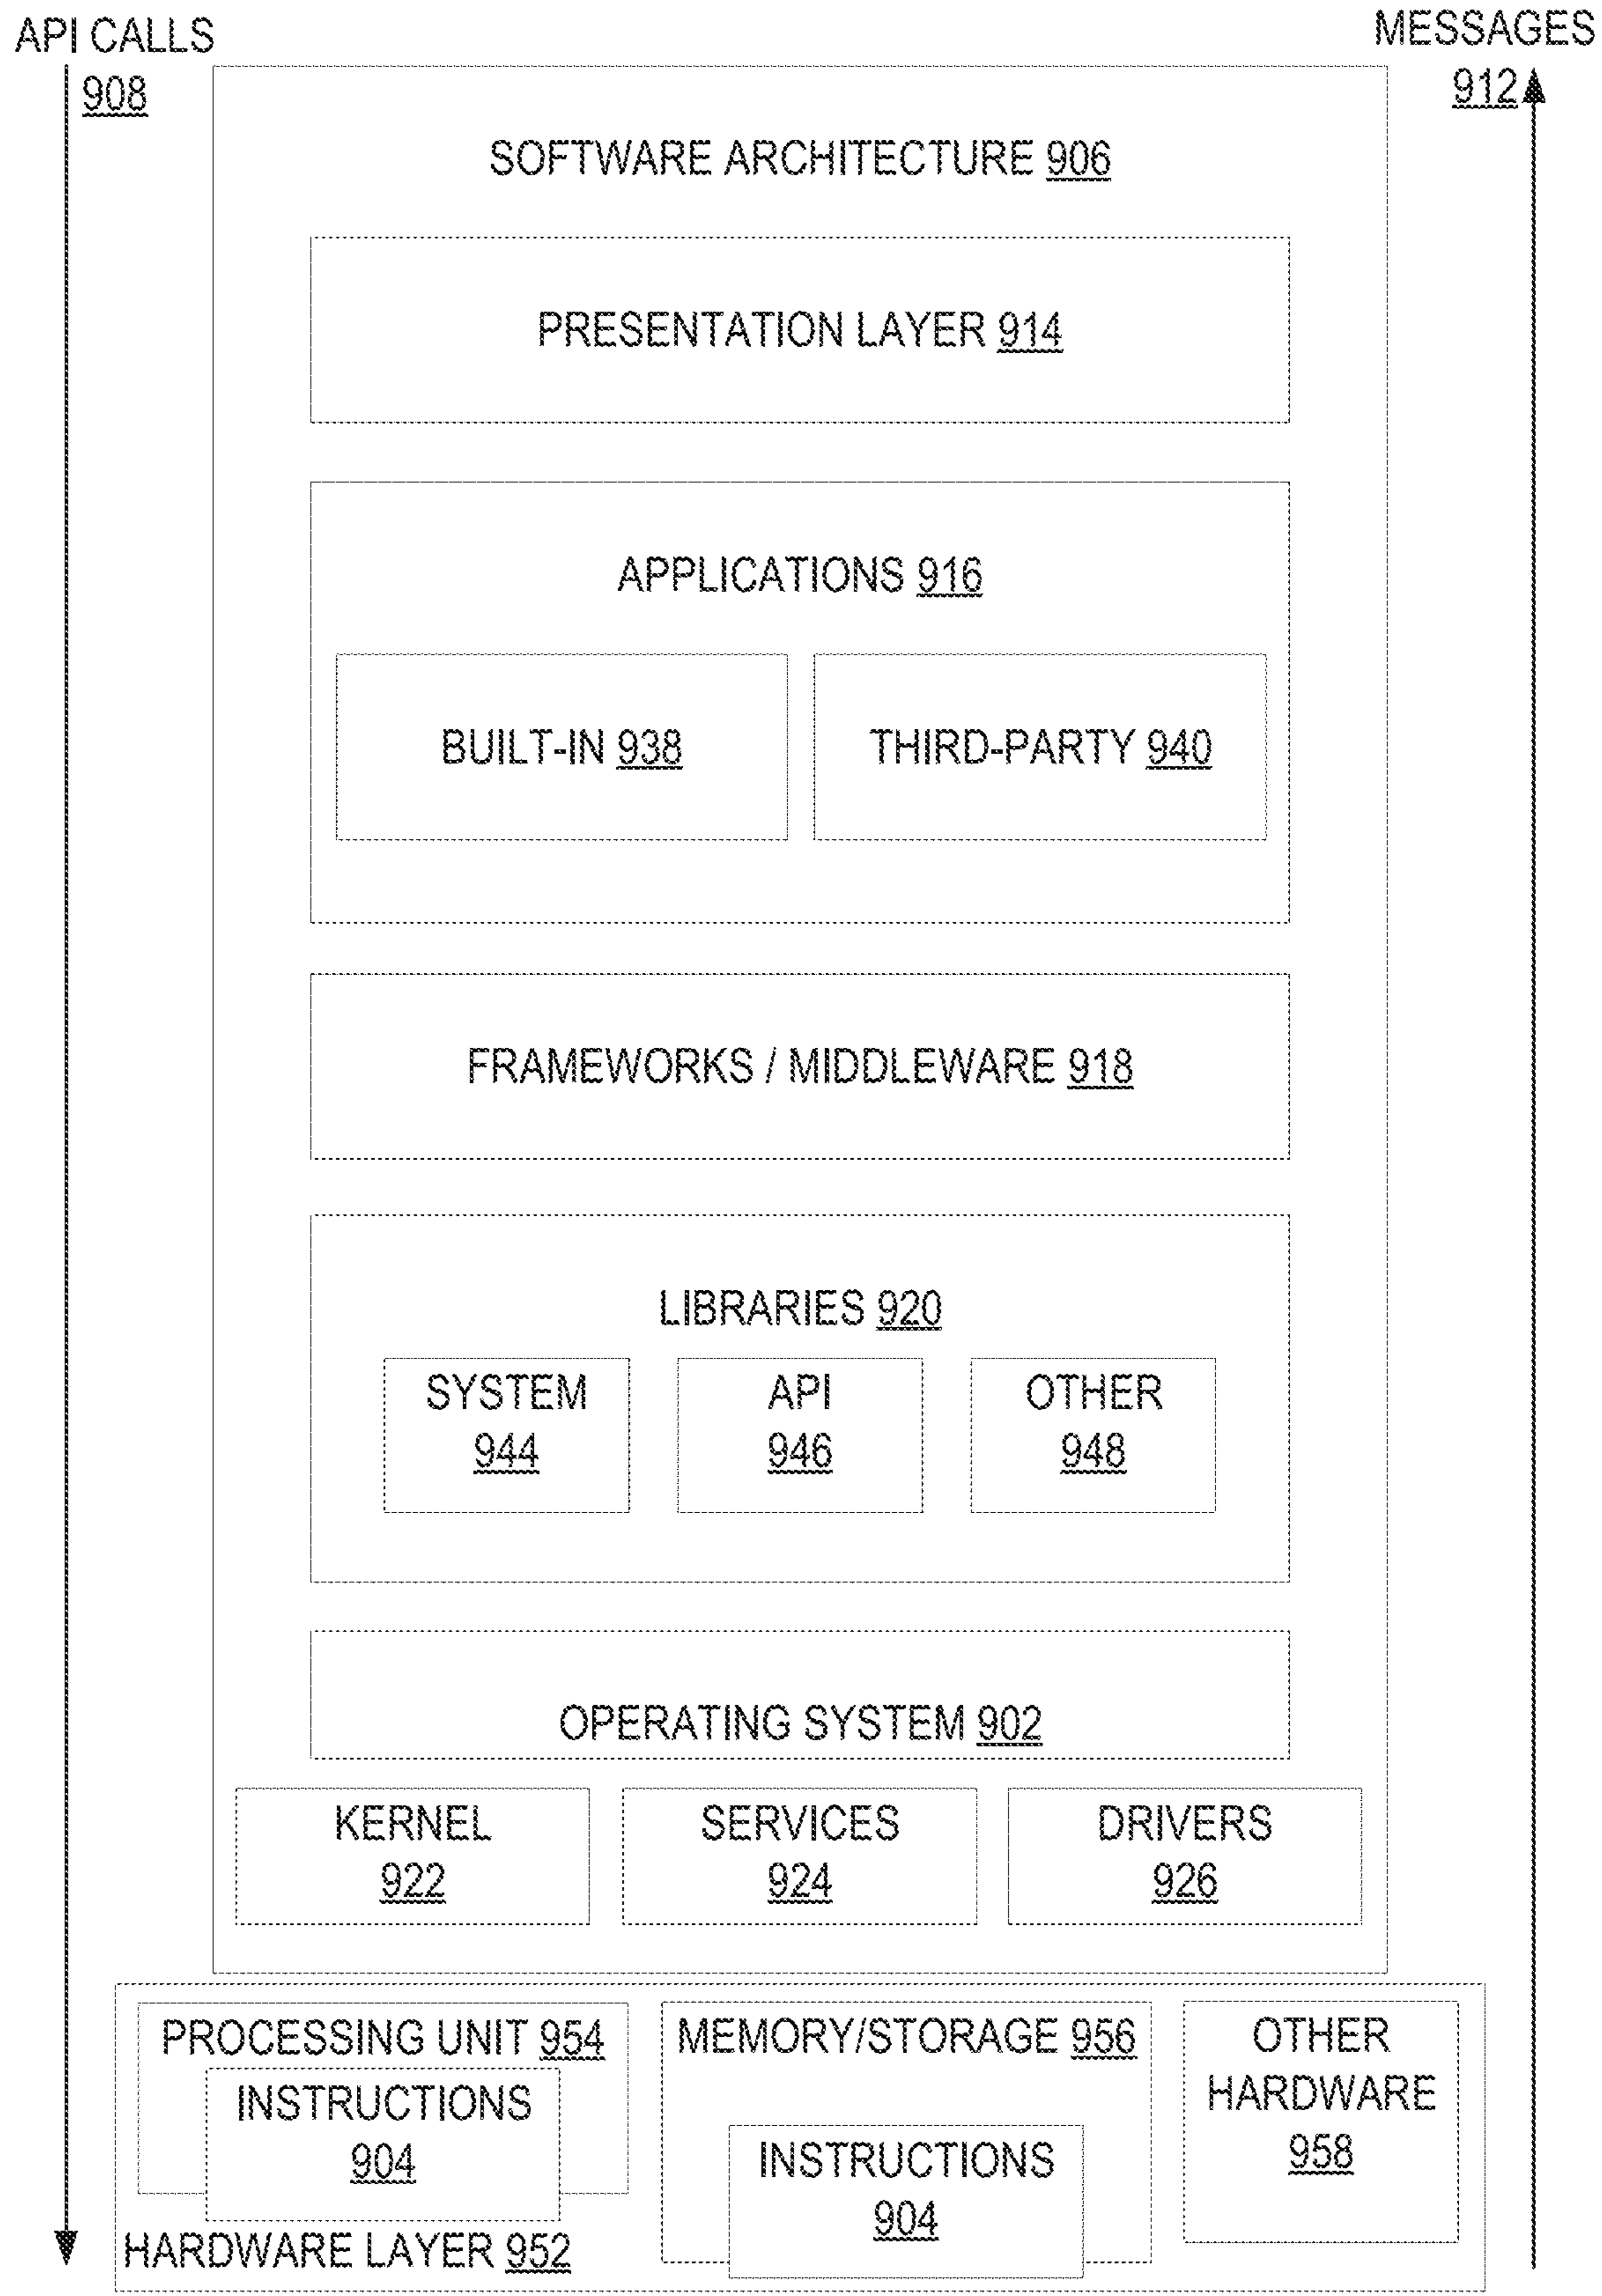 API CALLS
908
MESSAGES
912
SOFTWARE ARCHITECTURE 906
PRESENTATION LAYER 914
APPLICATIONS 916
BUILT-IN 938
THIRD-PARTY 940
FRAMEWORKS / MIDDLEWARE 918
LIBRARIES 920
SYSTEM
944
API
946
OTHER
948
OPERATING SYSTEM 902
KERNEL
922
SERVICES
924
DRIVERS
926
PROCESSING UNIT 954
INSTRUCTIONS
904
MEMORY/STORAGE 956
INSTRUCTIONS
904
OTHER
HARDWARE
958
HARDWARE LAYER 952